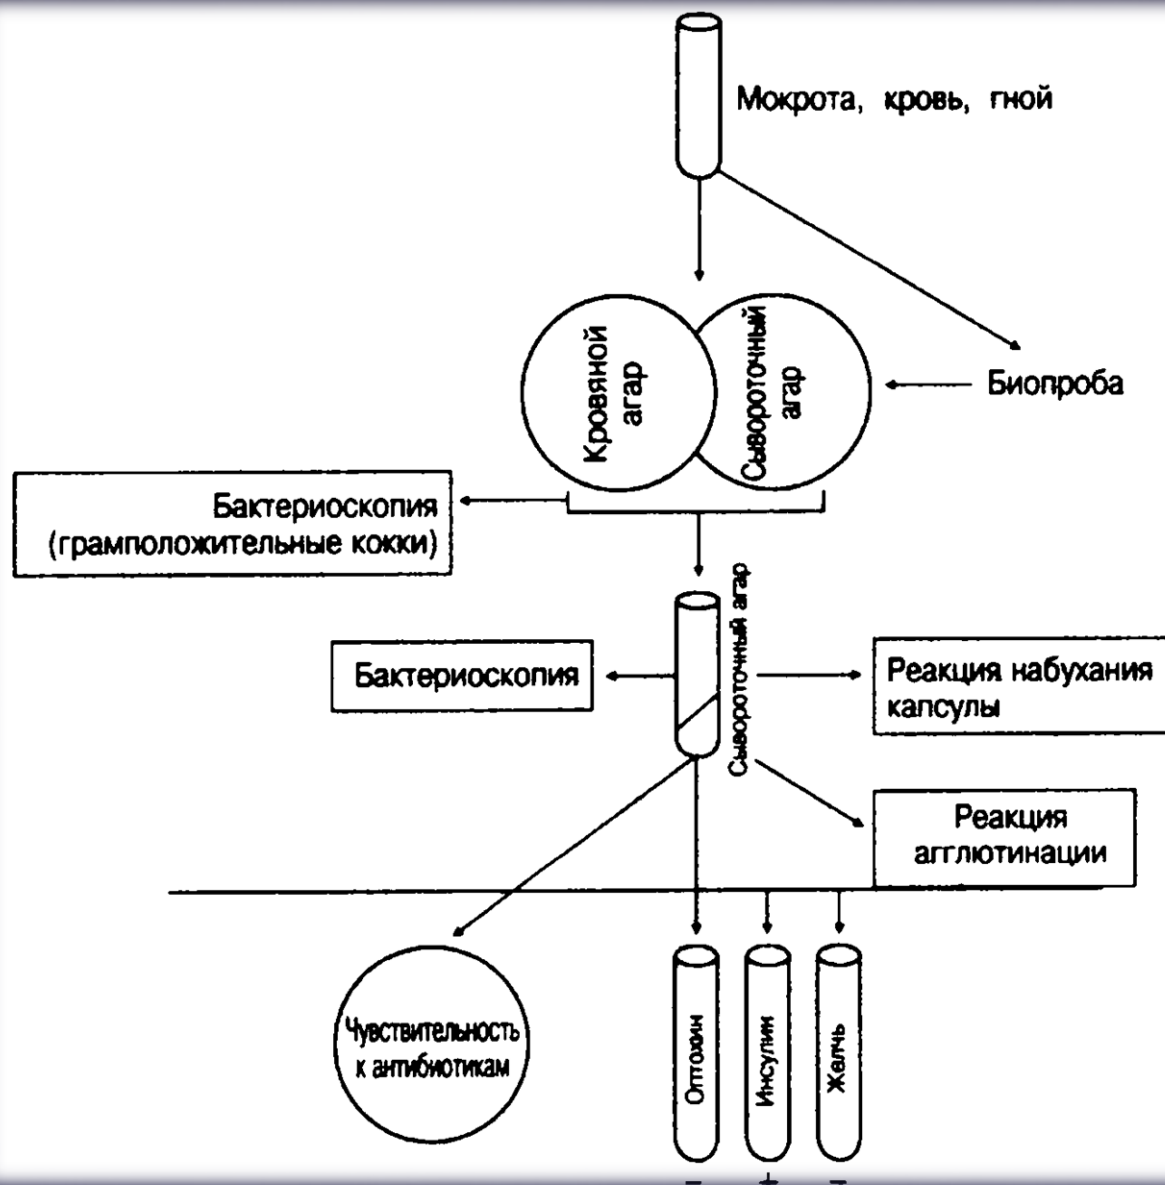 Мокрота, кровь, гной
Кровяной
агар
Сывороточный
агар
Биопроба
Бактериоскопия
(грамположительные кокки)
Сывороточный агар
Бактериоскопия
Реакция набухания
капсулы
Реакция
агглютинации
Чувствительность
к антибиотикам
Оптохин
Инсулин
Желчь